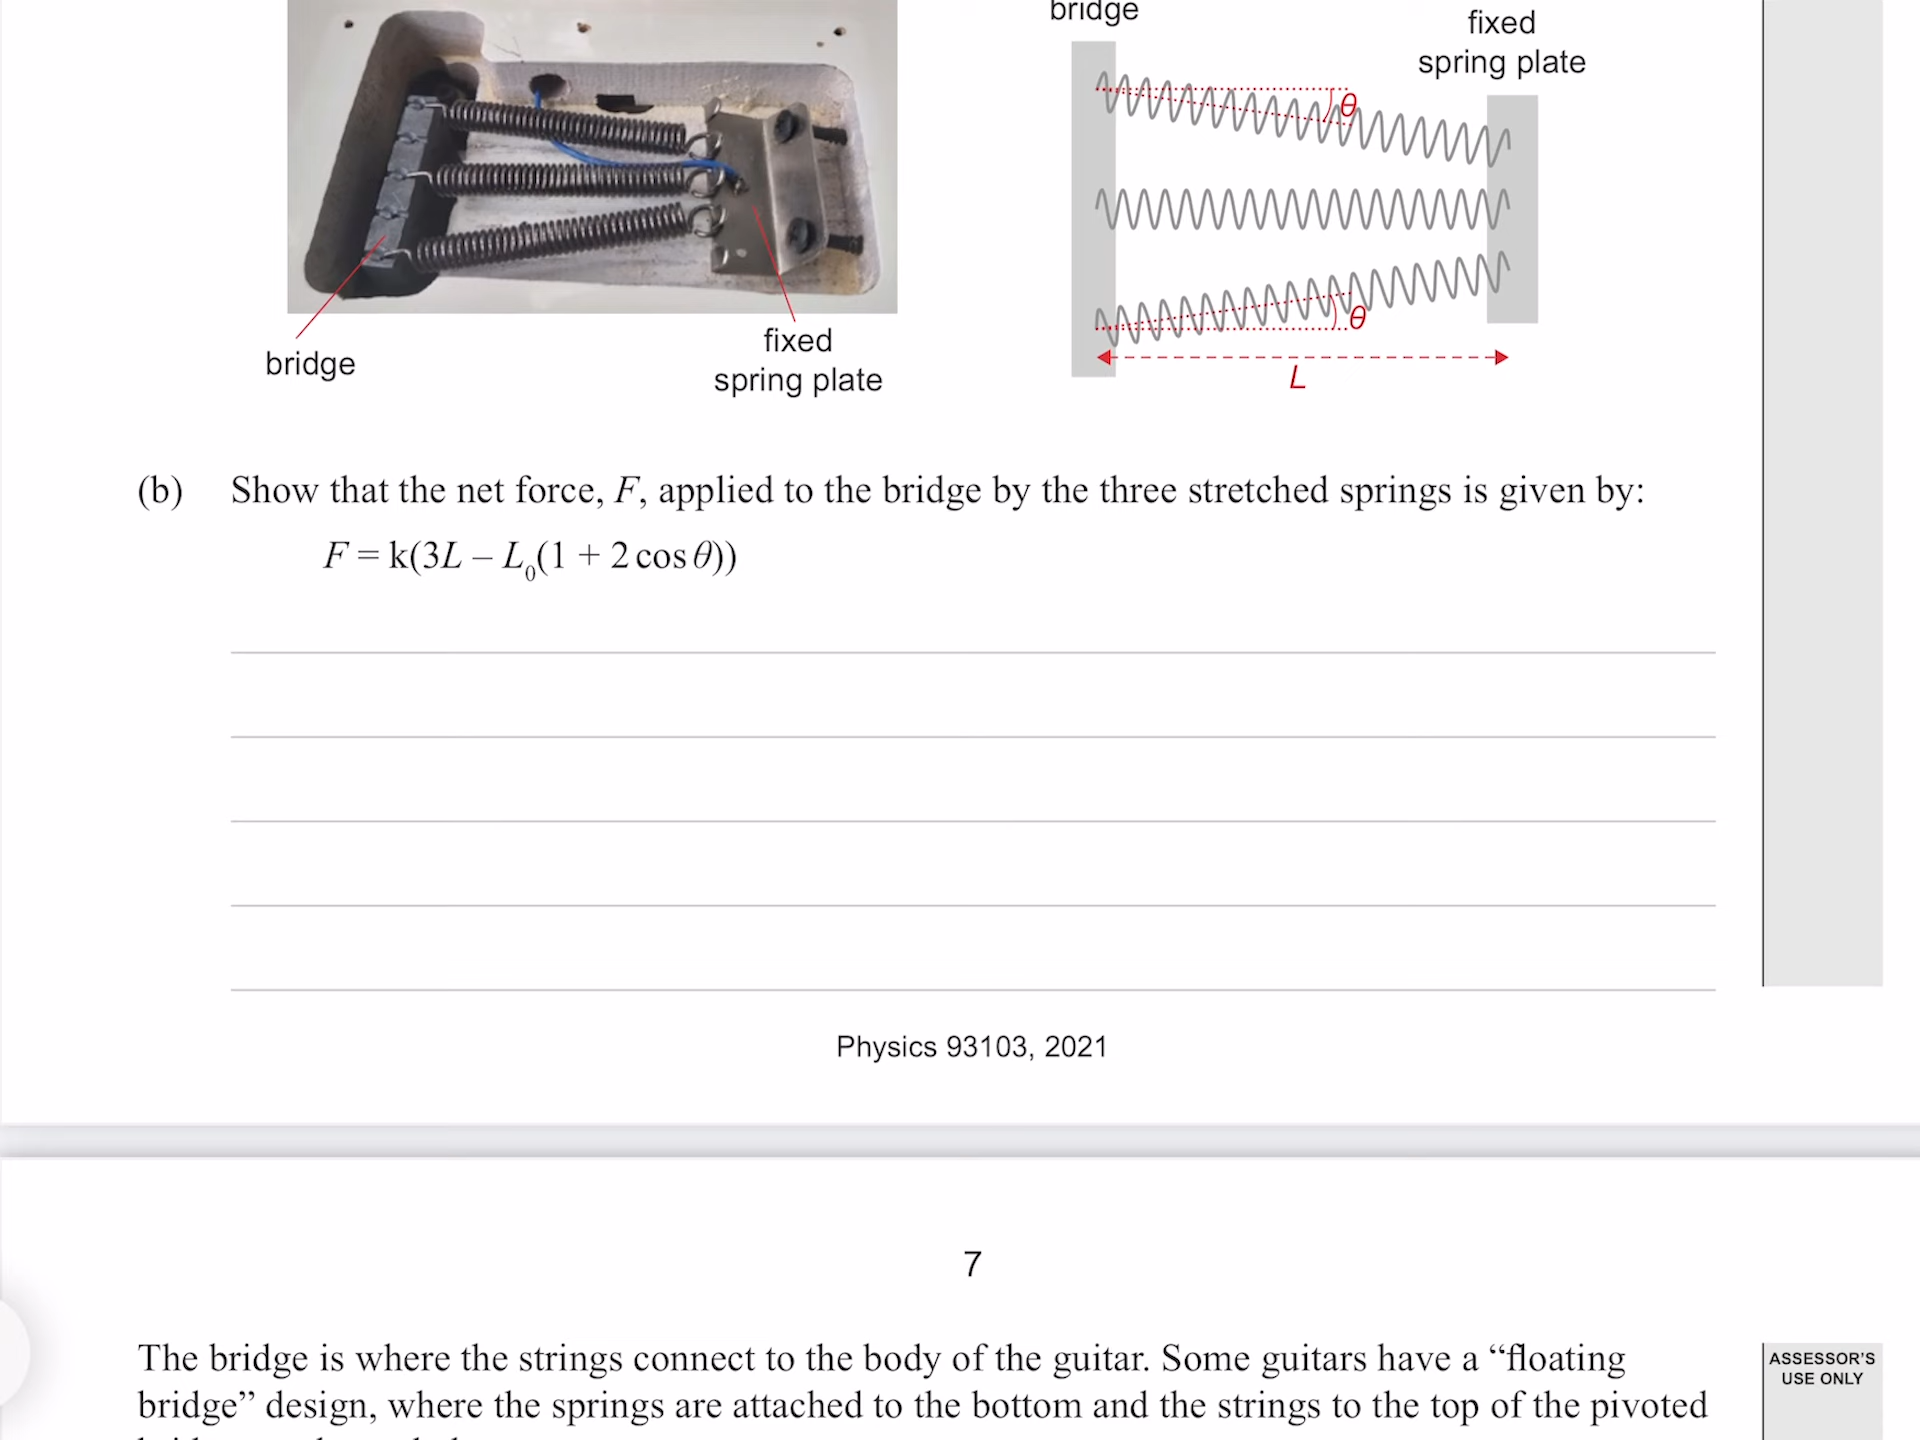 bridge
fixed
spring plate
θ
θ
L
bridge
fixed
spring plate
(b) Show that the net force, F, applied to the bridge by the three stretched springs is given by:
F = k(3L – L₀(1 + 2 cos θ))
Physics 93103, 2021
7
The bridge is where the strings connect to the body of the guitar. Some guitars have a “floating
bridge” design, where the springs are attached to the bottom and the strings to the top of the pivoted
ASSESSOR’S
USE ONLY